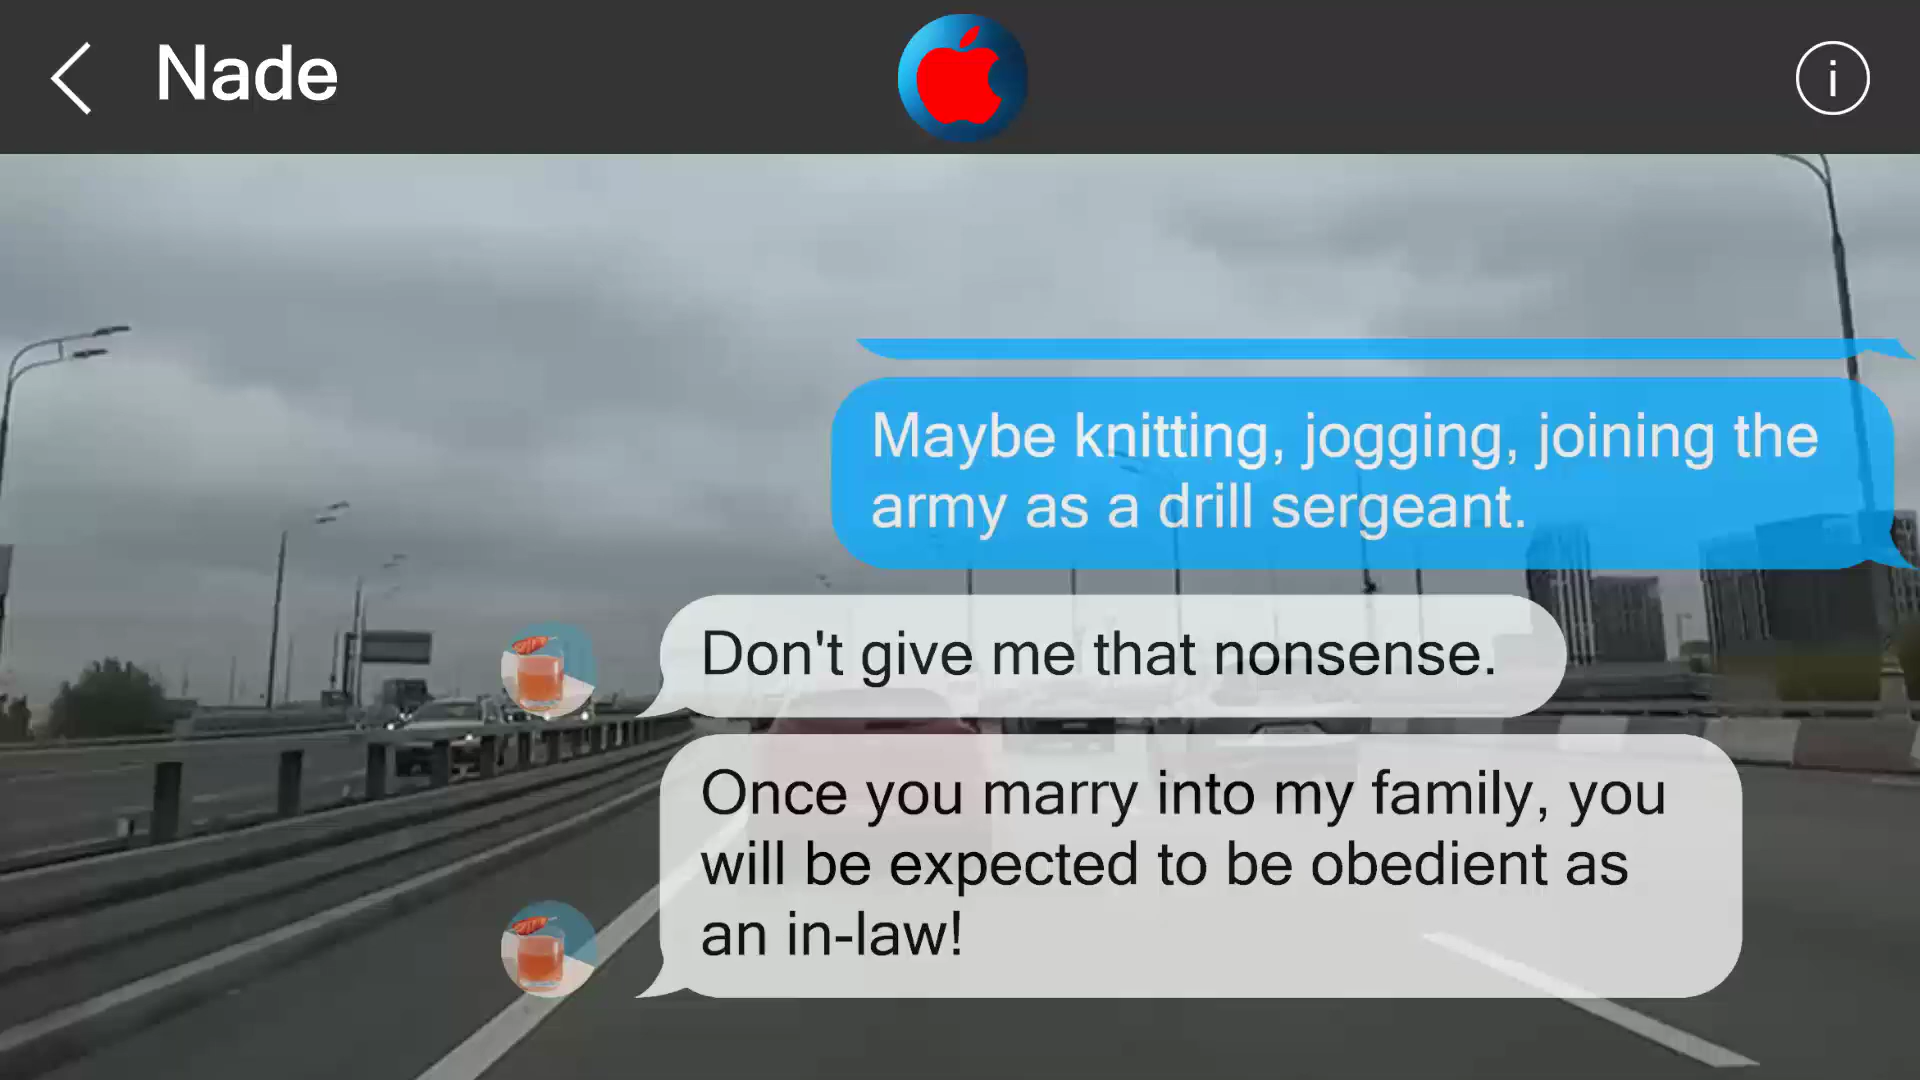 Nade
Maybe knitting, jogging, joining the
army as a drill sergeant.
Don't give me that nonsense.
Once you marry into my family, you
will be expected to be obedient as
an in-law!